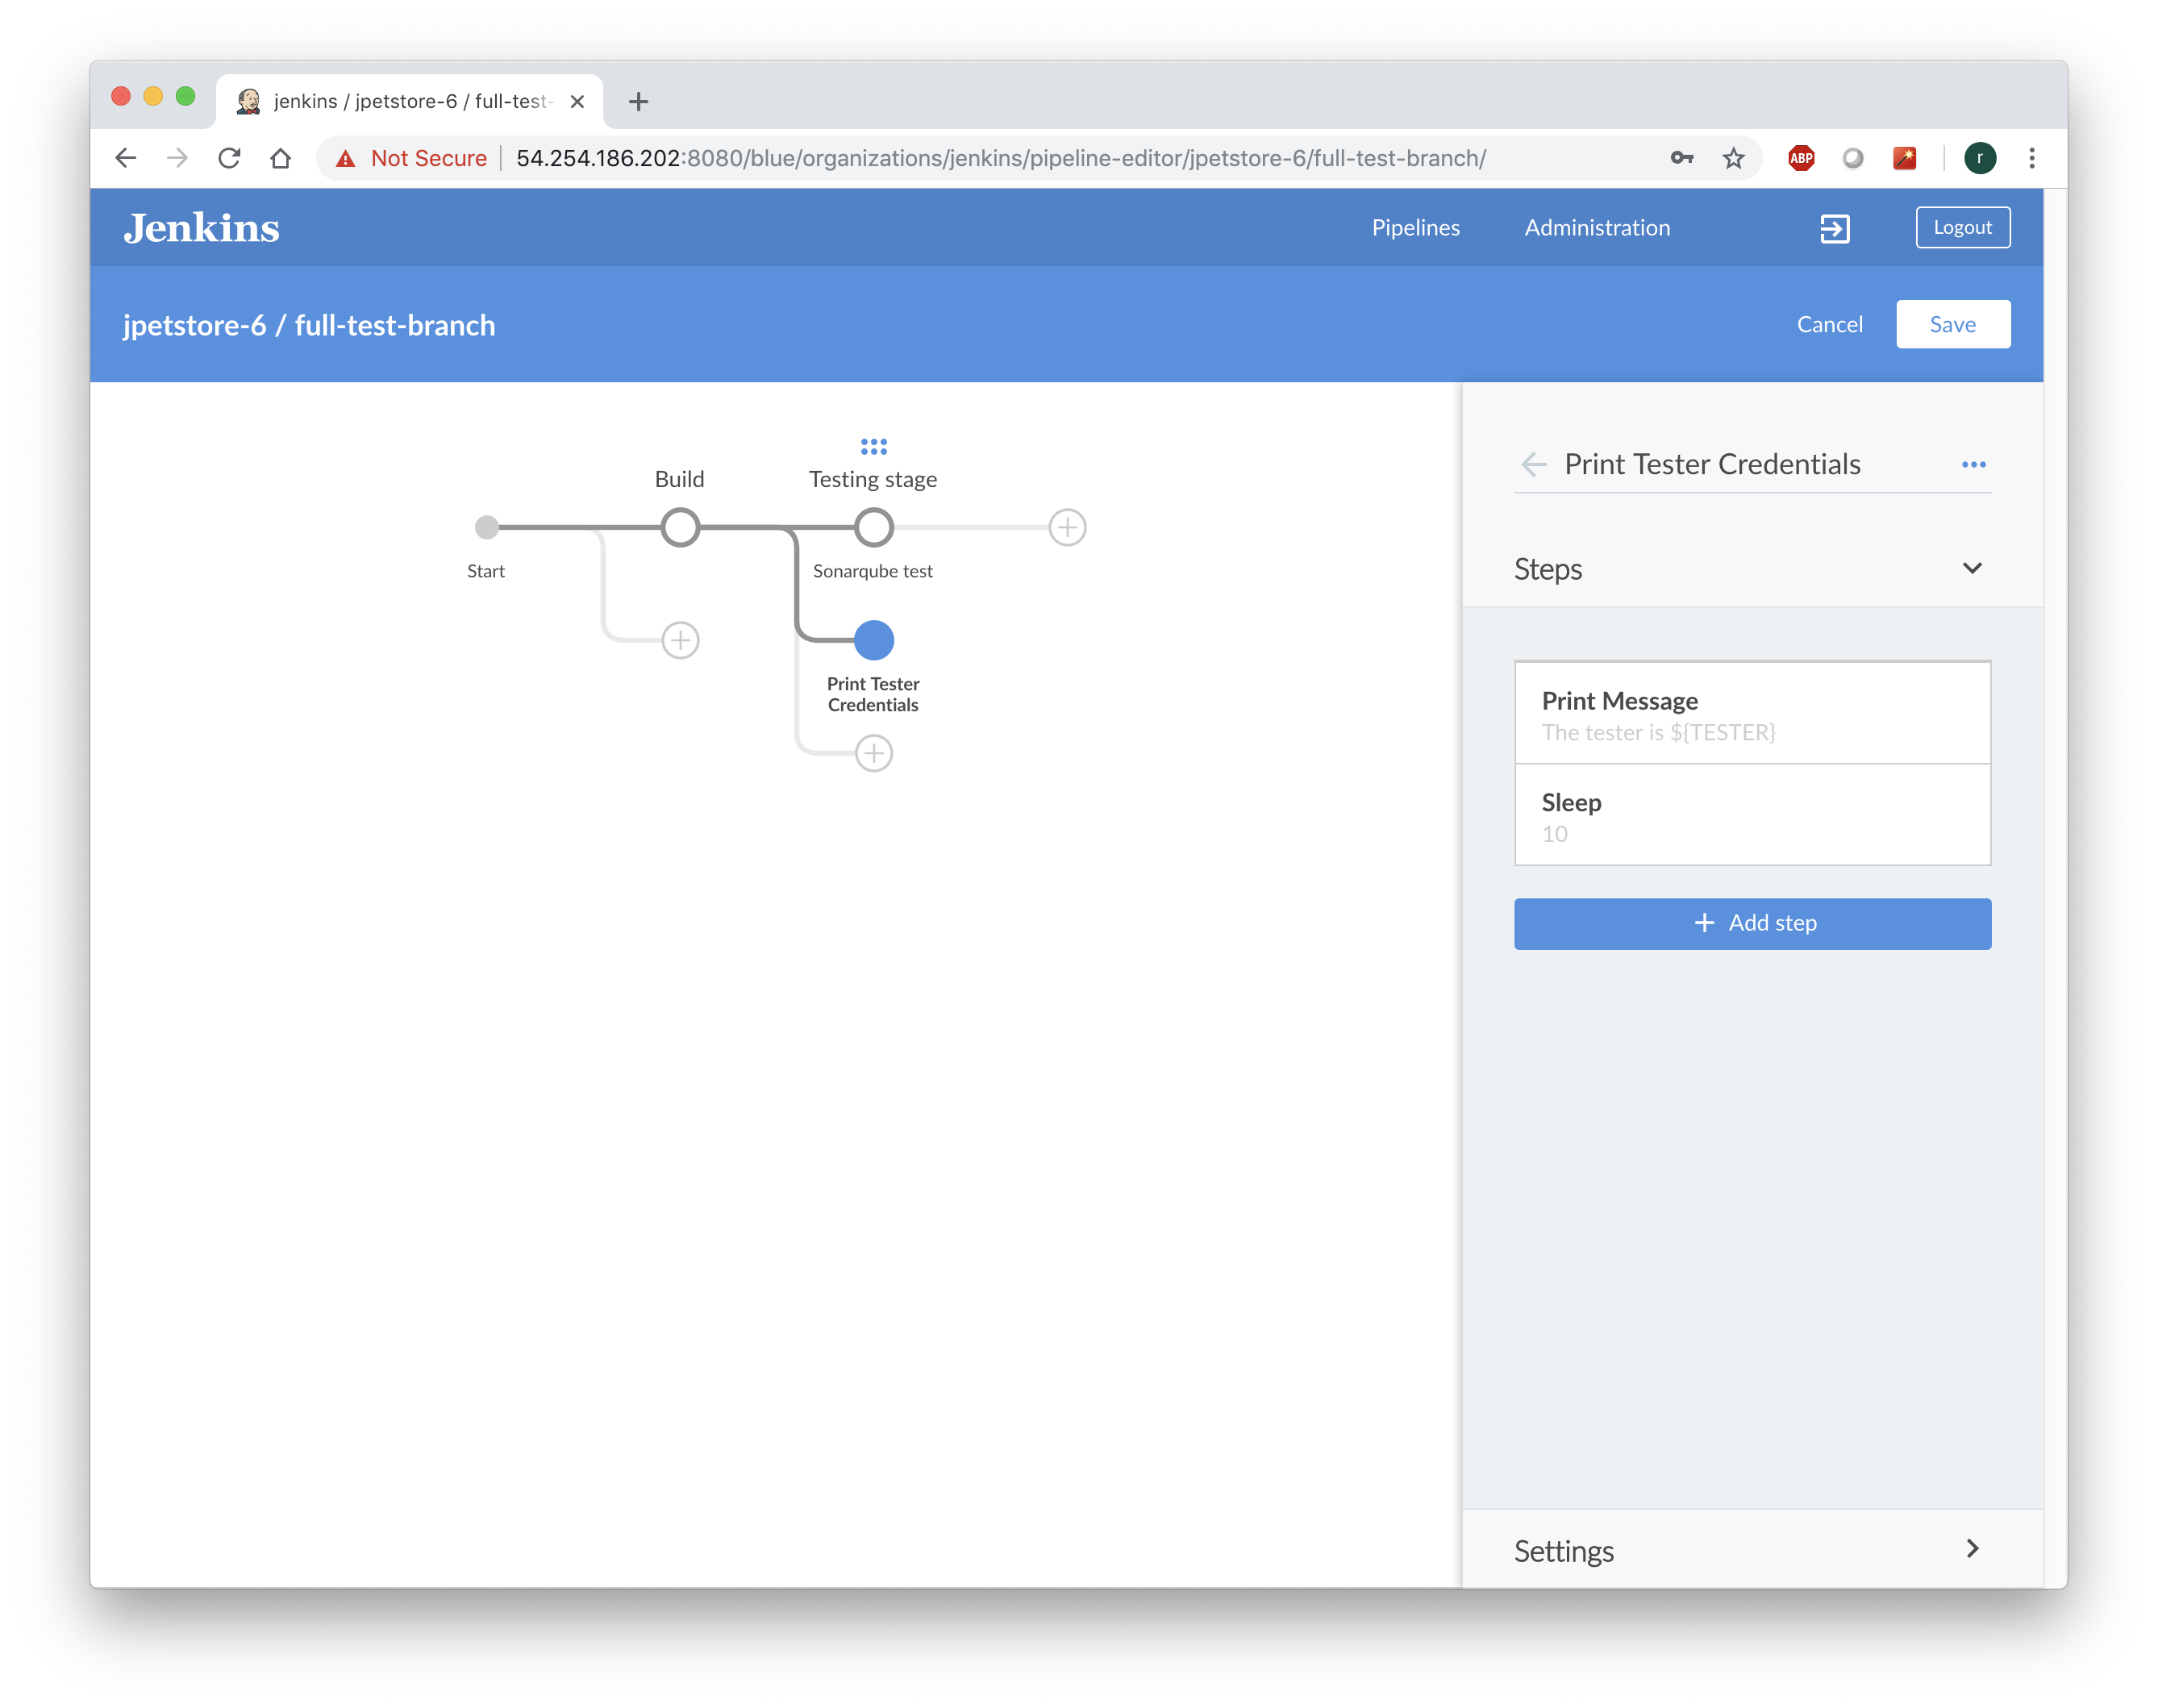 jenkins / jpetstore-6 / full-test-
Not Secure 54.254.186.202:8080/blue/organizations/jenkins/pipeline-editor/jpetstore-6/full-test-branch/
ABP
r
Jenkins
Pipelines Administration Logout
jpetstore-6 / full-test-branch
Cancel Save
Build Testing stage
Start Sonarqube test
Print Tester
Credentials
Print Tester Credentials
Steps
Print Message
The tester is ${TESTER}
Sleep
10
Add step
Settings